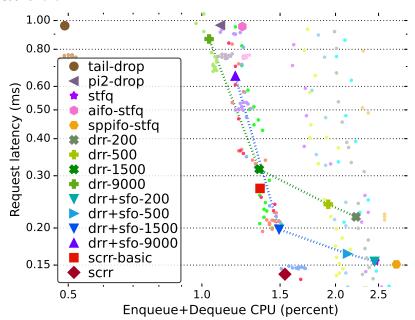 1.00
0.80
0.60
0.50
0.40
0.30
0.20
0.15
Request latency (ms)
tail-drop
pi2-drop
stfq
aifo-stfq
sppifo-stfq
drr-200
drr-500
drr-1500
drr-9000
drr+sfo-200
drr+sfo-500
drr+sfo-1500
drr+sfo-9000
scrr-basic
scrr
0.5 1.0 1.5 2.0 2.5
Enqueue+Dequeue CPU (percent)